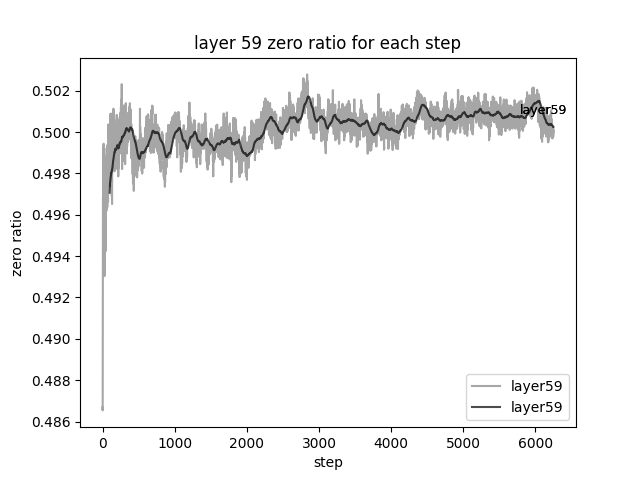 layer 59 zero ratio for each step
zero ratio
0.502
0.500
0.498
0.496
0.494
0.492
0.490
0.488
0.486
layer59
layer59
layer59
0
1000
2000
3000
4000
5000
6000
step